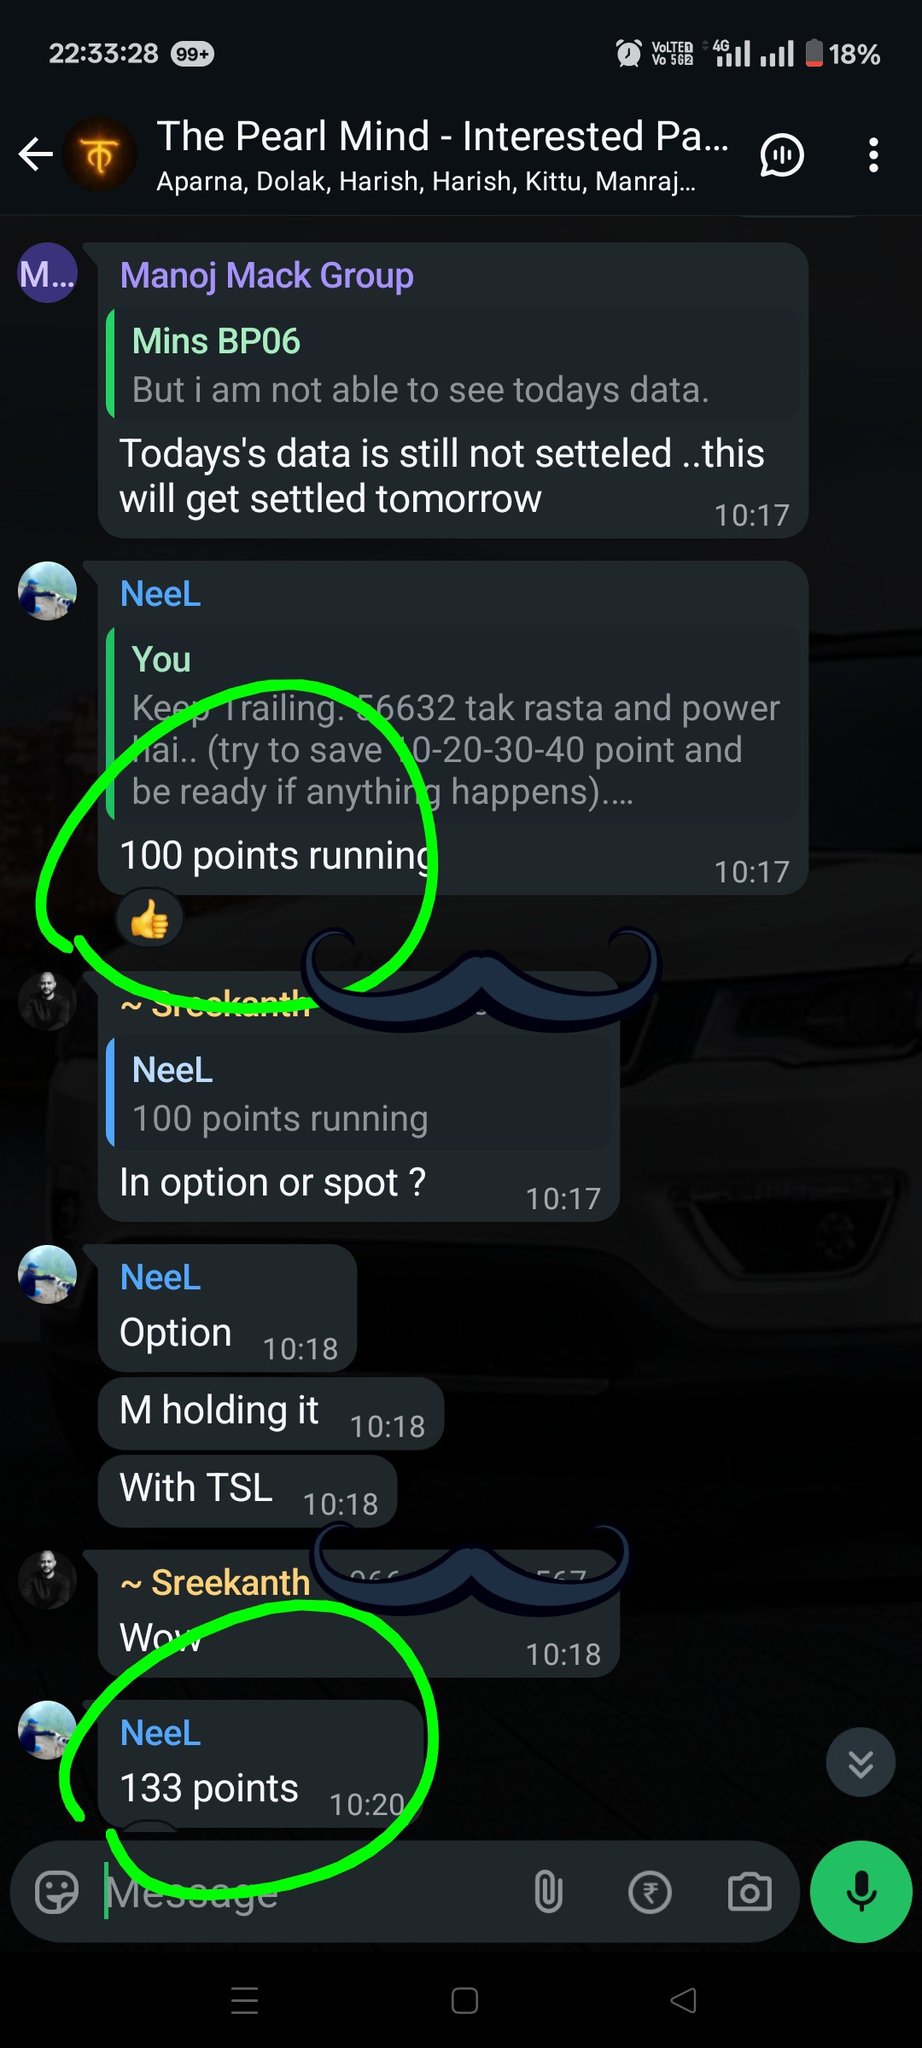 22:33:28 99+ VoLTE1 Vo 5G2 4G 18%
The Pearl Mind - Interested Pa...
Aparna, Dolak, Harish, Harish, Kittu, Manraj...
M...
Manoj Mack Group
Mins BP06
But i am not able to see todays data.
Todays's data is still not setteled ..this
will get settled tomorrow
10:17
NeeL
You
Keep Trailing. 56632 tak rasta and power
hai.. (try to save 10-20-30-40 point and
be ready if anything happens)....
100 points running
10:17
~ Sreekanth
NeeL
100 points running
In option or spot ?
10:17
NeeL
Option 10:18
M holding it 10:18
With TSL 10:18
~ Sreekanth
Wow
10:18
NeeL
133 points 10:20
Message